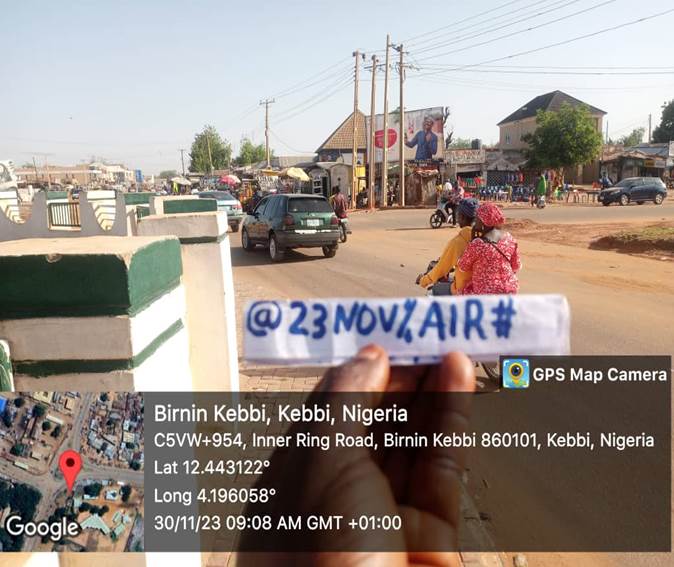 @23NOV%AIR#
GPS Map Camera
Birnin Kebbi, Kebbi, Nigeria
C5VW+954, Inner Ring Road, Birnin Kebbi 860101, Kebbi, Nigeria
Lat 12.443122°
Long 4.196058°
30/11/23 09:08 AM GMT +01:00
Google